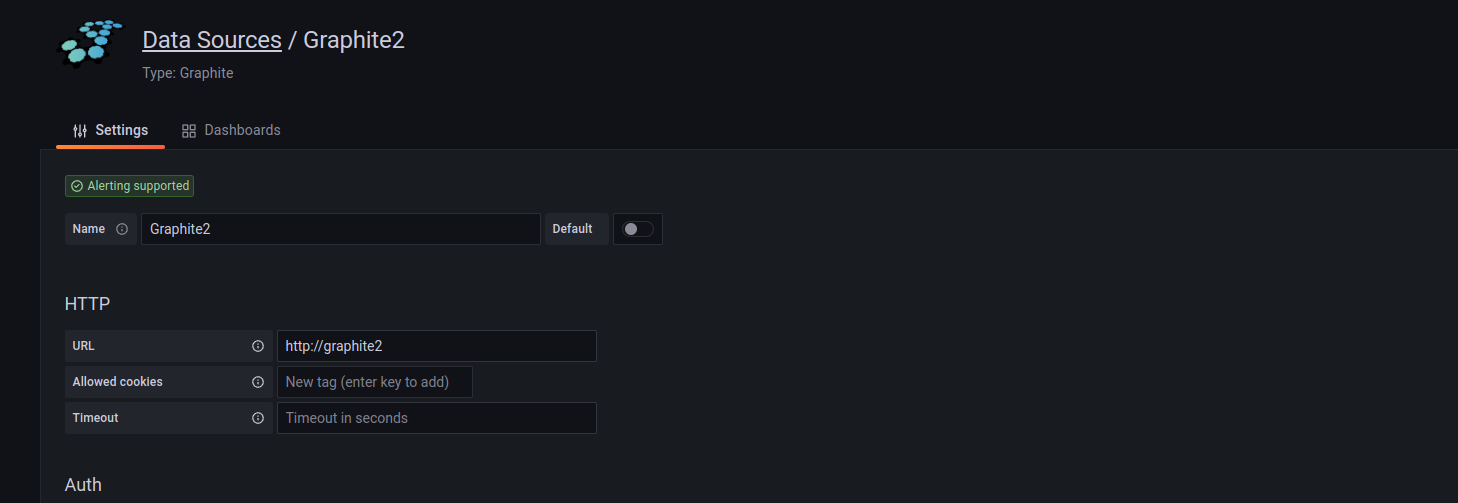 Data Sources / Graphite2
Type: Graphite
Settings Dashboards
Alerting supported
Name Graphite2 Default
HTTP
URL http://graphite2
Allowed cookies New tag (enter key to add)
Timeout Timeout in seconds
Auth